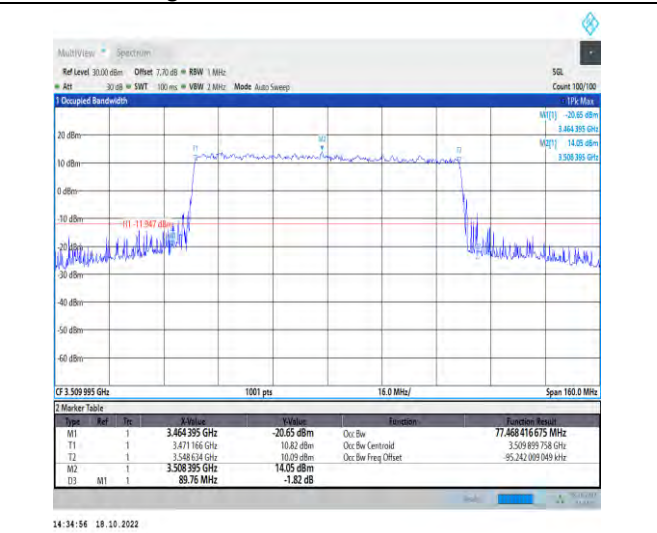 MultiView Spectrum
Ref Level 30.00 dBm Offset 7.70 dB RBW 1 MHz SGL
Att 30 dB SWT 100 ms VBW 2 MHz Mode Auto Sweep Count 100/100
1 Occupied Bandwidth 1Pk Max
M1[1] -20.65 dBm
3.464 395 GHz
M2[1] 14.05 dBm
3.508 395 GHz
20 dBm
T1 M2 T2
10 dBm
0 dBm
-10 dBm
H1 -11.947 dBm
-20 dBm
-30 dBm
-40 dBm
-50 dBm
-60 dBm
CF 3.509 995 GHz 1001 pts 16.0 MHz/ Span 160.0 MHz
2 Marker Table
Type Ref Trc X-Value Y-Value Function Function Result
M1 1 3.464 395 GHz -20.65 dBm Occ Bw 77.468 416 675 MHz
T1 1 3.471 166 GHz 10.82 dBm Occ Bw Centroid 3.509 899 758 GHz
T2 1 3.548 634 GHz 10.09 dBm Occ Bw Freq Offset -95.242 009 049 kHz
M2 1 3.508 395 GHz 14.05 dBm
D3 M1 1 89.76 MHz -1.82 dB
14:34:56 18.10.2022